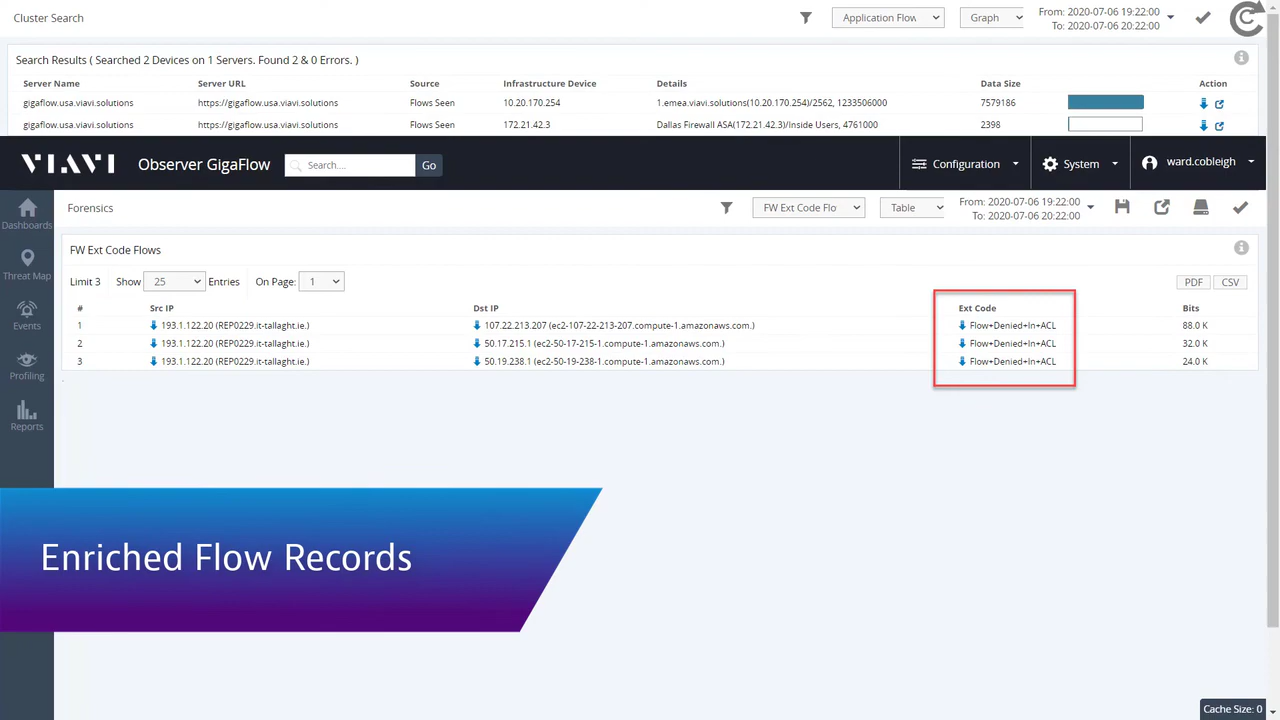 Cluster Search
Application Flow
Graph
From: 2020-07-06 19:22:00
To: 2020-07-06 20:22:00
Search Results ( Searched 2 Devices on 1 Servers. Found 2 & 0 Errors. )
Server Name Server URL Source Infrastructure Device Details Data Size Action
gigaflow.usa.viavi.solutions https://gigaflow.usa.viavi.solutions Flows Seen 10.20.170.254 1.emea.viavi.solutions(10.20.170.254)/2562, 1233506000 7579186
gigaflow.usa.viavi.solutions https://gigaflow.usa.viavi.solutions Flows Seen 172.21.42.3 Dallas Firewall ASA(172.21.42.3)/Inside Users, 4761000 2398
VIAVI Observer GigaFlow Search.... Go Configuration System ward.cobleigh
Dashboards
Threat Map
Events
Profiling
Reports
Forensics
FW Ext Code Flo
Table
From: 2020-07-06 19:22:00
To: 2020-07-06 20:22:00
FW Ext Code Flows
Limit 3 Show 25 Entries On Page: 1 PDF CSV
# Src IP Dst IP Ext Code Bits
1 193.1.122.20 (REP0229.it-tallaght.ie.) 107.22.213.207 (ec2-107-22-213-207.compute-1.amazonaws.com.) Flow+Denied+In+ACL 88.0 K
2 193.1.122.20 (REP0229.it-tallaght.ie.) 50.17.215.1 (ec2-50-17-215-1.compute-1.amazonaws.com.) Flow+Denied+In+ACL 32.0 K
3 193.1.122.20 (REP0229.it-tallaght.ie.) 50.19.238.1 (ec2-50-19-238-1.compute-1.amazonaws.com.) Flow+Denied+In+ACL 24.0 K
Enriched Flow Records
Cache Size: 0